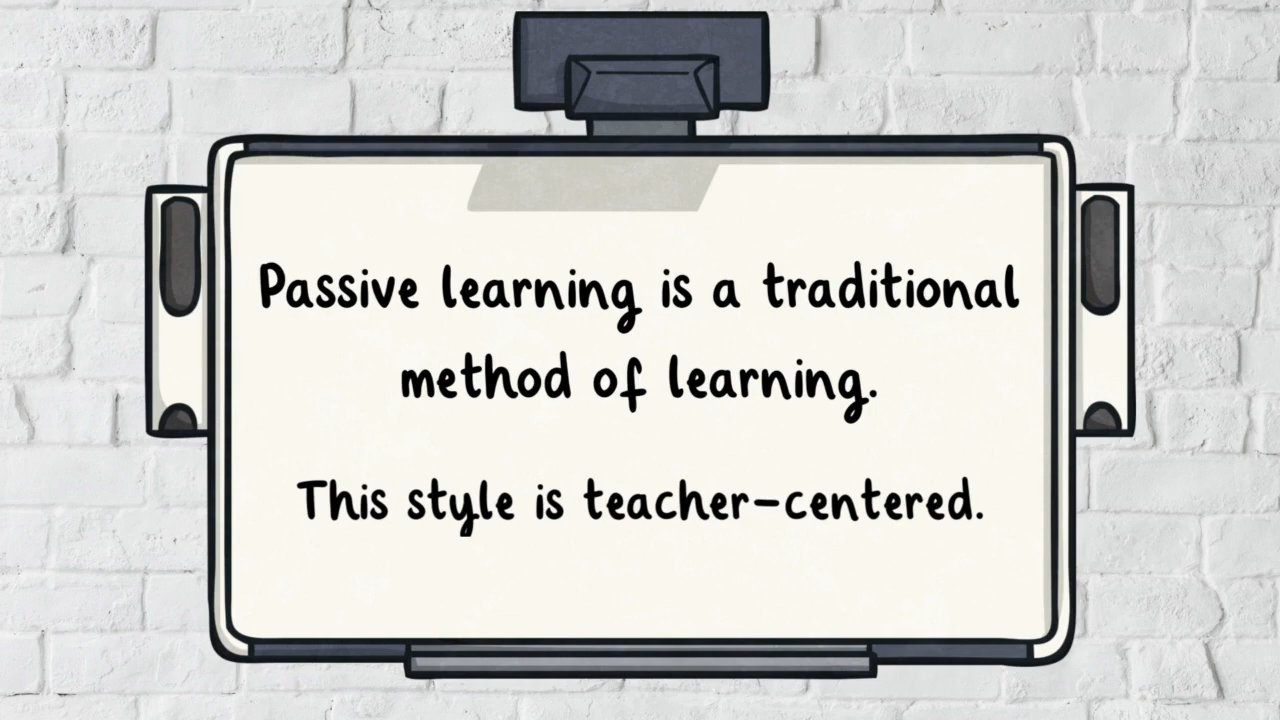 Passive learning is a traditional
method of learning.
This style is teacher-centered.